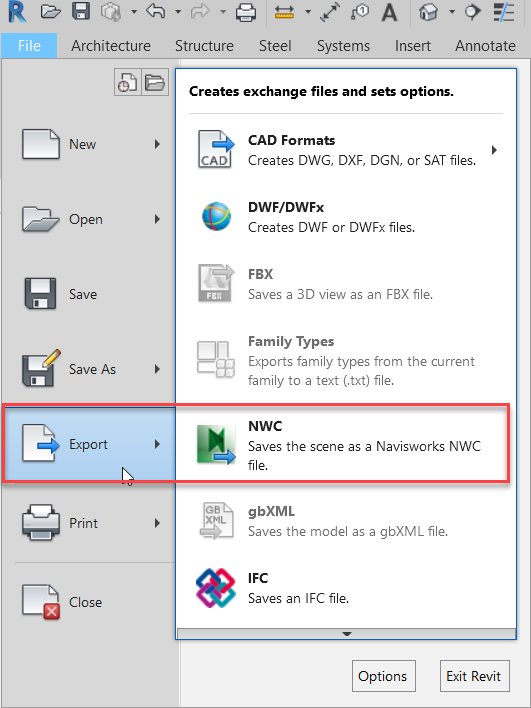 R
A
File Architecture Structure Steel Systems Insert Annotate
Creates exchange files and sets options.
New
Open
Save
Save As
Export
Print
Close
CAD
CAD Formats
Creates DWG, DXF, DGN, or SAT files.
DWF/DWFx
Creates DWF or DWFx files.
FBX
FBX
Saves a 3D view as an FBX file.
Family Types
Exports family types from the current
family to a text (.txt) file.
N
NWC
Saves the scene as a Navisworks NWC
file.
GB
XML
gbXML
Saves the model as a gbXML file.
IFC
Saves an IFC file.
Options Exit Revit